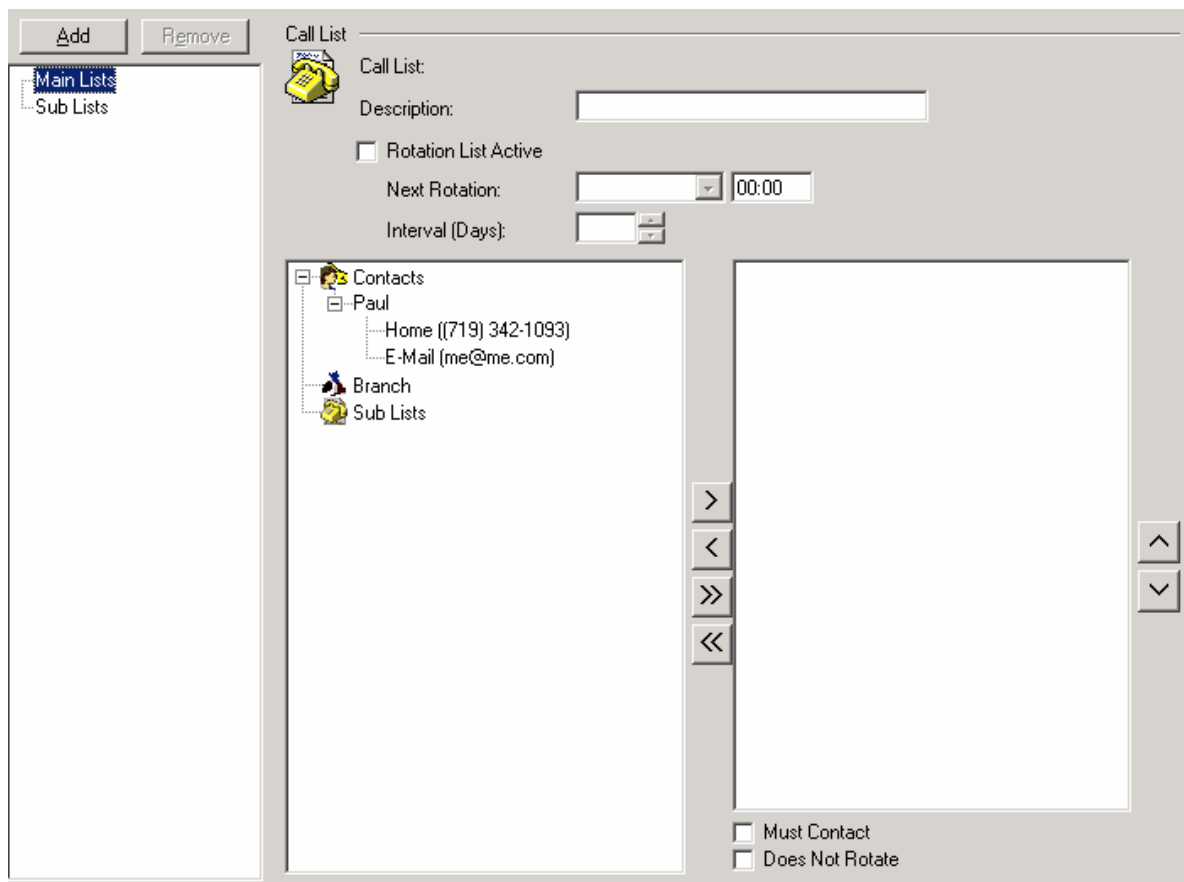 Add
Remove
Main Lists
Sub Lists
Call List
Call List:
Description:
Rotation List Active
Next Rotation:
00:00
Interval (Days):
Contacts
Paul
Home ((719) 342-1093)
E-Mail (me@me.com)
Branch
Sub Lists
>
<
>>
<<
Must Contact
Does Not Rotate